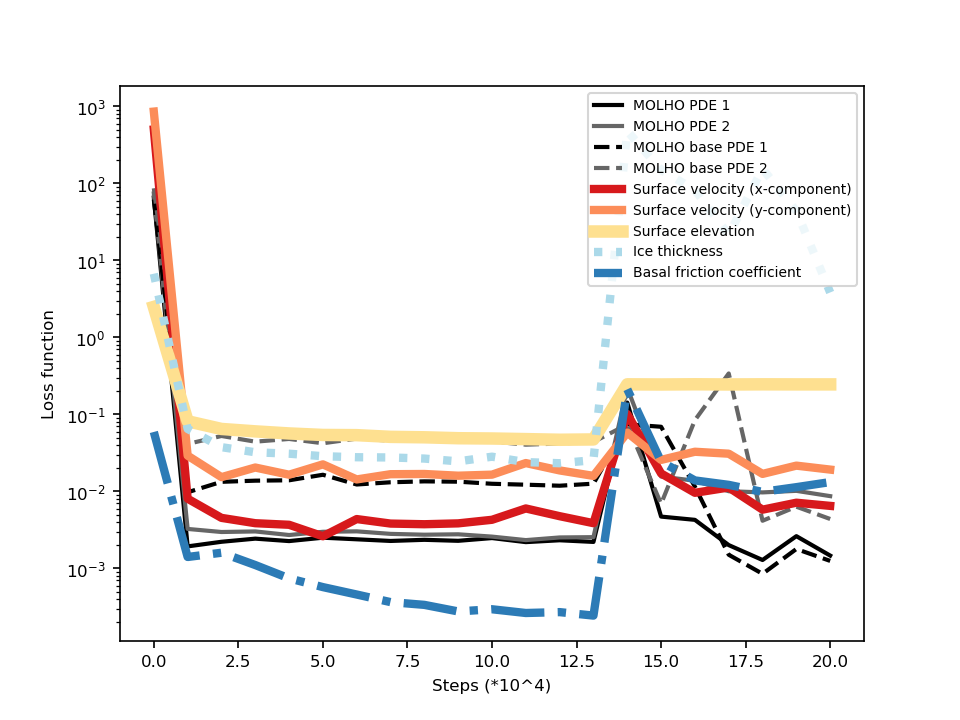 MOLHO PDE 1
MOLHO PDE 2
MOLHO base PDE 1
MOLHO base PDE 2
Surface velocity (x-component)
Surface velocity (y-component)
Surface elevation
Ice thickness
Basal friction coefficient
Loss function
10³
10²
10¹
10⁰
10⁻¹
10⁻²
10⁻³
0.0 2.5 5.0 7.5 10.0 12.5 15.0 17.5 20.0
Steps (*10^4)